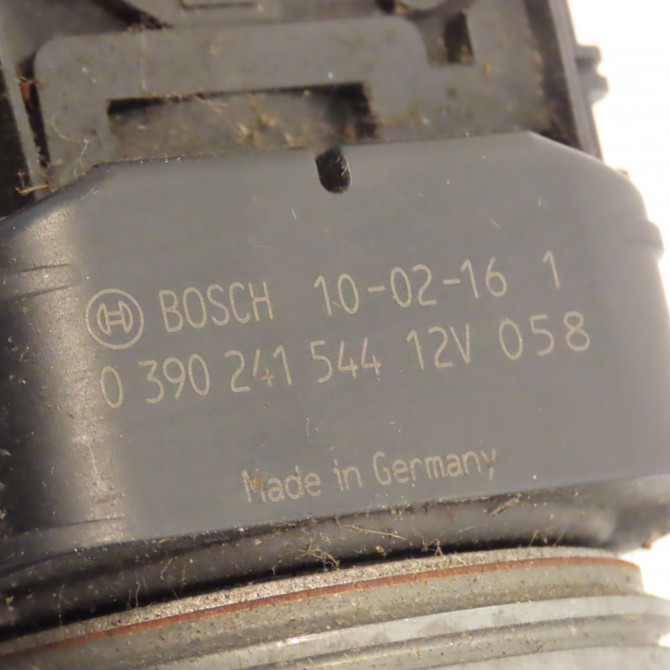 BOSCH 10-02-16 1
0 390 241 544 12V 058
Made in Germany